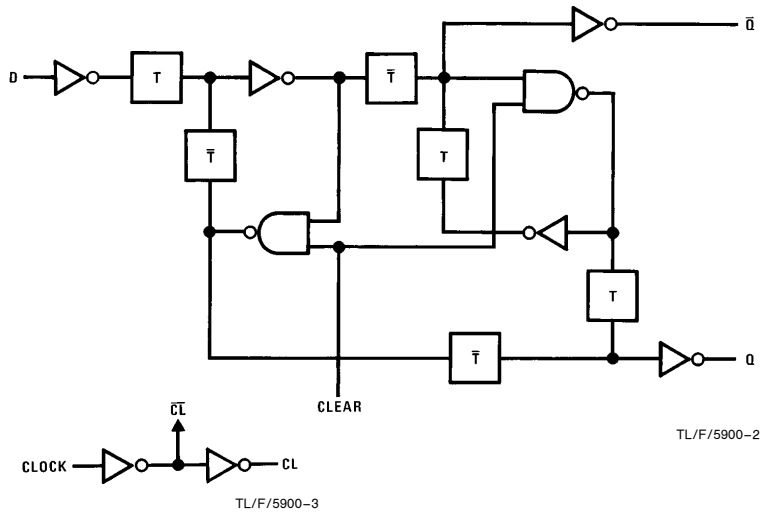 Q̄
D
T
T̄
T̄
T
T
T̄
Q
CLEAR
C̄L̄
TL/F/5900–2
CLOCK
CL
TL/F/5900–3